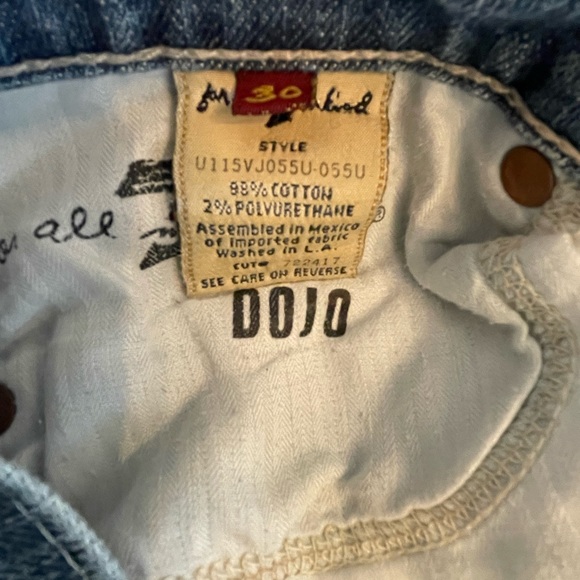 for 30 mankind
STYLE
U115VJ055U-055U
98% COTTON
2% POLYURETHANE
Assembled in Mexico
of imported fabric
Washed in L.A.
CUT# 722417
SEE CARE ON REVERSE
all ®
DOJO